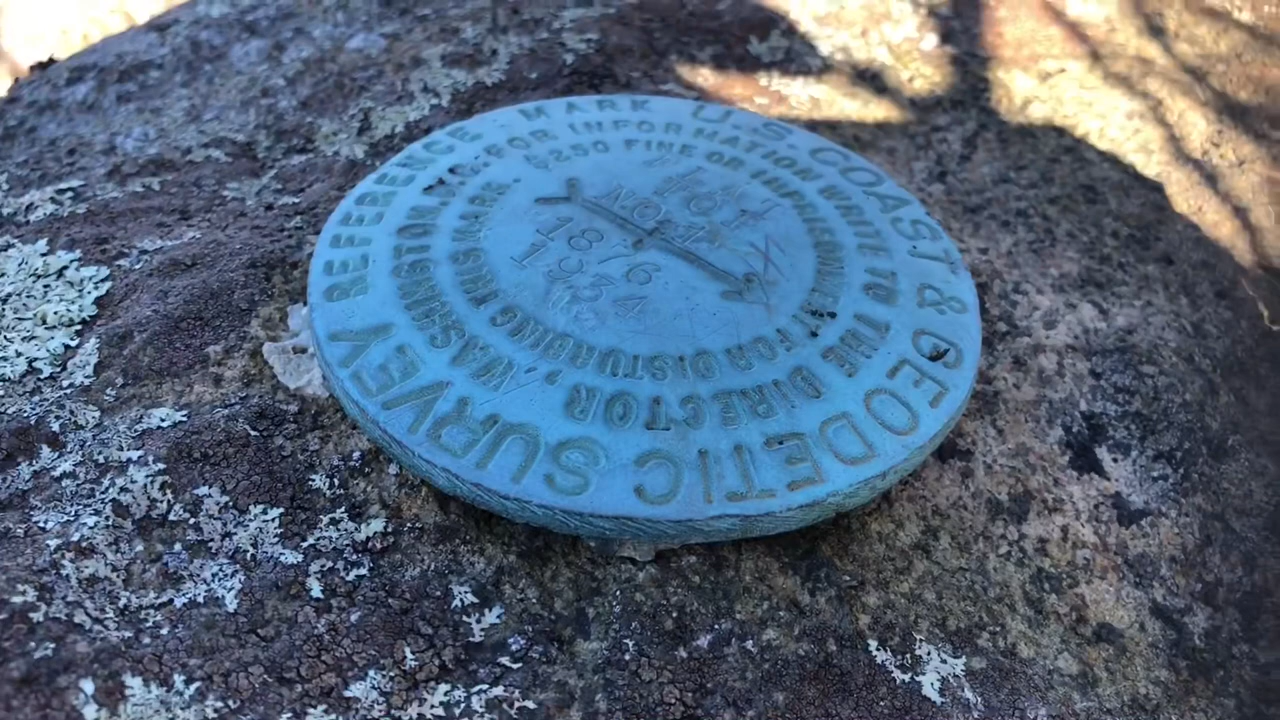 U.S. COAST & GEODETIC SURVEY REFERENCE MARK
FOR INFORMATION WRITE TO THE DIRECTOR, WASHINGTON, D.C.
$250 FINE OR IMPRISONMENT FOR DISTURBING THIS MARK.
NO. 1
1876
1934